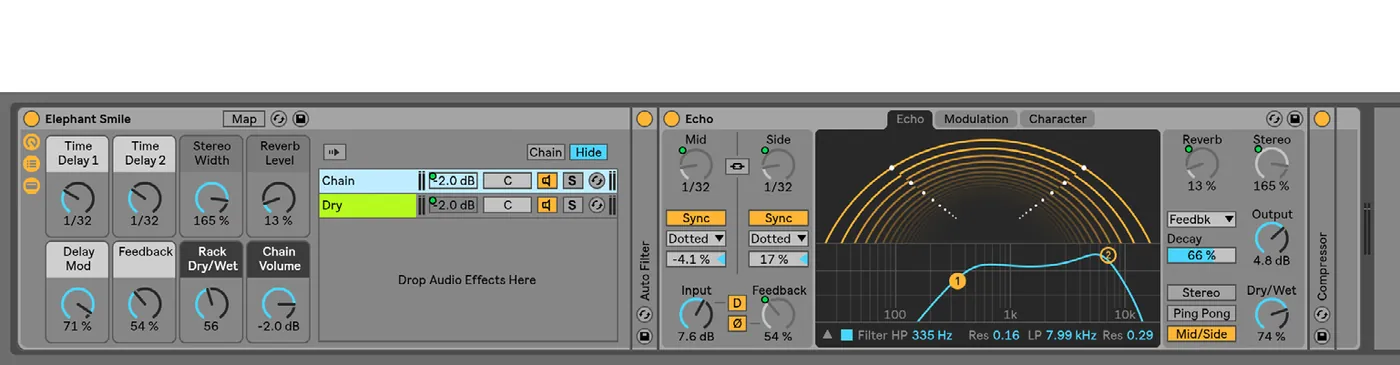 Elephant Smile
Map
Time Delay 1
1/32
Time Delay 2
1/32
Stereo Width
165 %
Reverb Level
13 %
Delay Mod
71 %
Feedback
54 %
Rack Dry/Wet
56
Chain Volume
-2.0 dB
Chain
Hide
Chain
-2.0 dB
C
S
Dry
-2.0 dB
C
S
Drop Audio Effects Here
Auto Filter
Echo
Echo
Modulation
Character
Mid
1/32
Side
1/32
Sync
Sync
Dotted
Dotted
-4.1 %
17 %
Input
7.6 dB
D
Ø
Feedback
54 %
1
2
100
1k
10k
Filter HP 335 Hz Res 0.16 LP 7.99 kHz Res 0.29
Reverb
13 %
Stereo
165 %
Feedbk
Decay
66 %
Output
4.8 dB
Stereo
Ping Pong
Mid/Side
Dry/Wet
74 %
Compressor